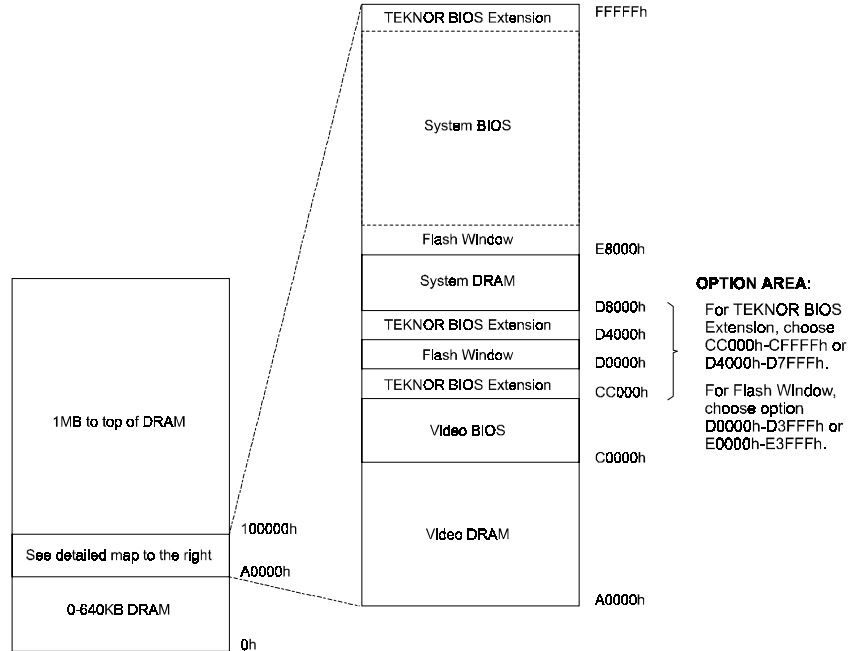 TEKNOR BIOS Extension
FFFFFh
System BIOS
Flash Window
E8000h
System DRAM
D8000h
TEKNOR BIOS Extension
D4000h
Flash Window
D0000h
TEKNOR BIOS Extension
CC000h
Video BIOS
C0000h
Video DRAM
A0000h
OPTION AREA:
For TEKNOR BIOS
Extension, choose
CC000h-CFFFFh or
D4000h-D7FFFh.
For Flash Window,
choose option
D0000h-D3FFFh or
E0000h-E3FFFh.
1MB to top of DRAM
100000h
See detailed map to the right
A0000h
0-640KB DRAM
0h